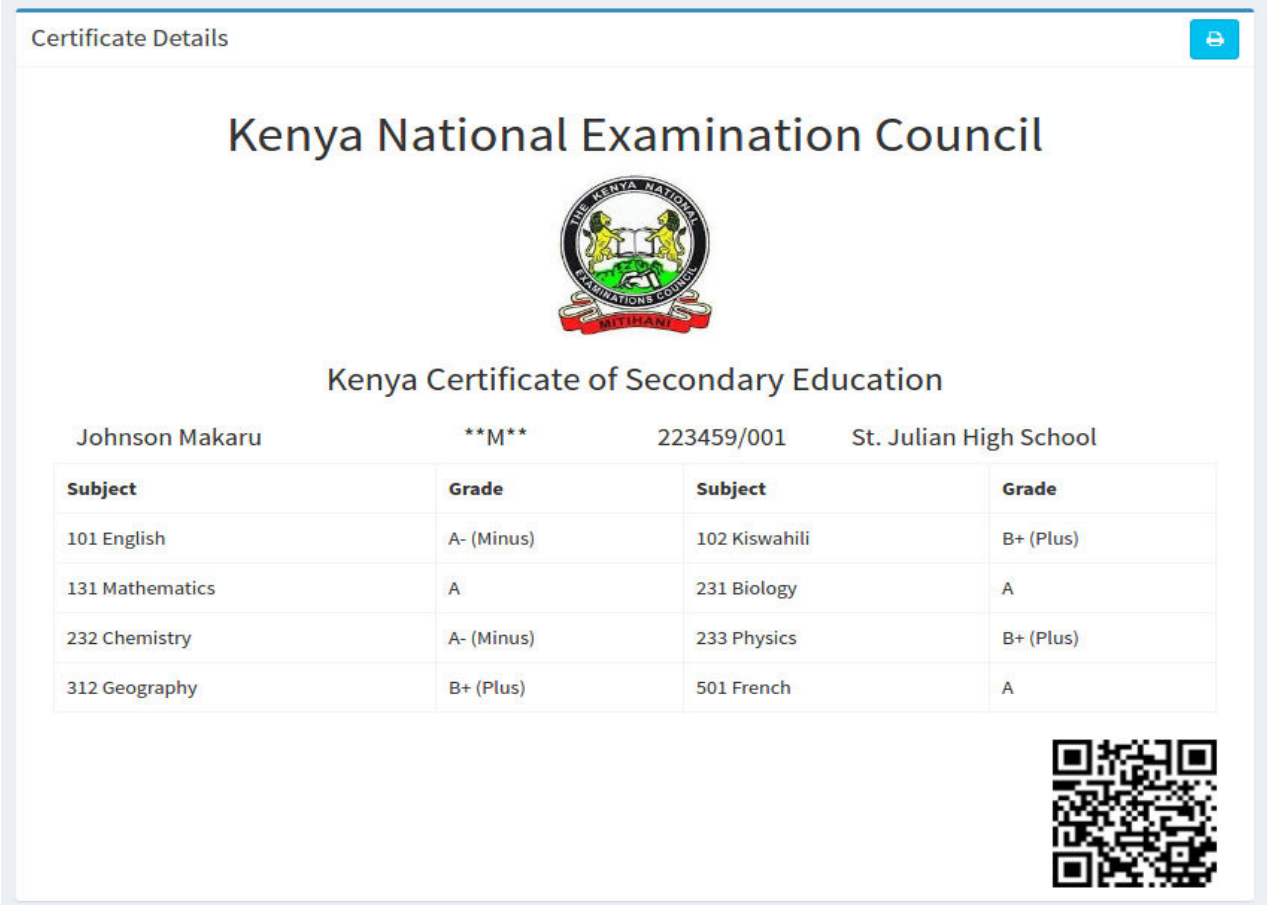 Certificate Details
Kenya National Examination Council
THE KENYA NATIONAL
EXAMINATIONS COUNCIL
MITIHANI
Kenya Certificate of Secondary Education
Johnson Makaru **M** 223459/001 St. Julian High School
Subject Grade Subject Grade
101 English A- (Minus) 102 Kiswahili B+ (Plus)
131 Mathematics A 231 Biology A
232 Chemistry A- (Minus) 233 Physics B+ (Plus)
312 Geography B+ (Plus) 501 French A